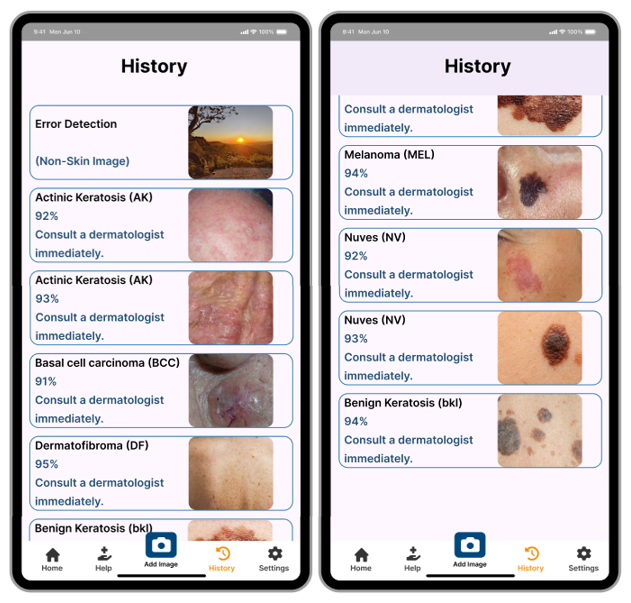 9:41 Mon Jun 10
100%
History
Error Detection
(Non-Skin Image)
Actinic Keratosis (AK)
92%
Consult a dermatologist
immediately.
Actinic Keratosis (AK)
93%
Consult a dermatologist
immediately.
Basal cell carcinoma (BCC)
91%
Consult a dermatologist
immediately.
Dermatofibroma (DF)
95%
Consult a dermatologist
immediately.
Benign Keratosis (bkl)
Home
Help
Add Image
History
Settings
9:41 Mon Jun 10
100%
History
Consult a dermatologist
immediately.
Melanoma (MEL)
94%
Consult a dermatologist
immediately.
Nuves (NV)
92%
Consult a dermatologist
immediately.
Nuves (NV)
93%
Consult a dermatologist
immediately.
Benign Keratosis (bkl)
94%
Consult a dermatologist
immediately.
Home
Help
Add Image
History
Settings